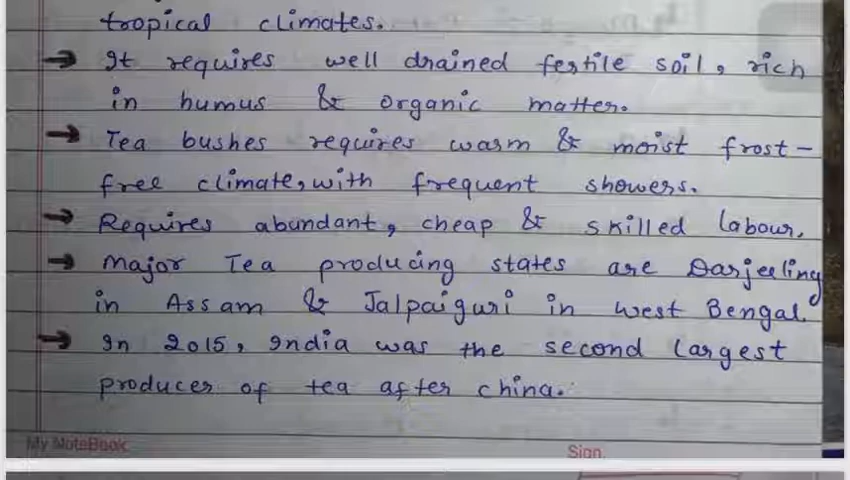 tropical climates.
→ It requires well drained fertile soil, rich
in humus & organic matter.
→ Tea bushes requires warm & moist frost-
free climate, with frequent showers.
→ Requires abundant, cheap & skilled labour.
→ Major Tea producing states are Darjeeling
in Assam & Jalpaiguri in West Bengal.
→ In 2015, India was the second largest
producer of tea after china.
My NoteBook
Sign.